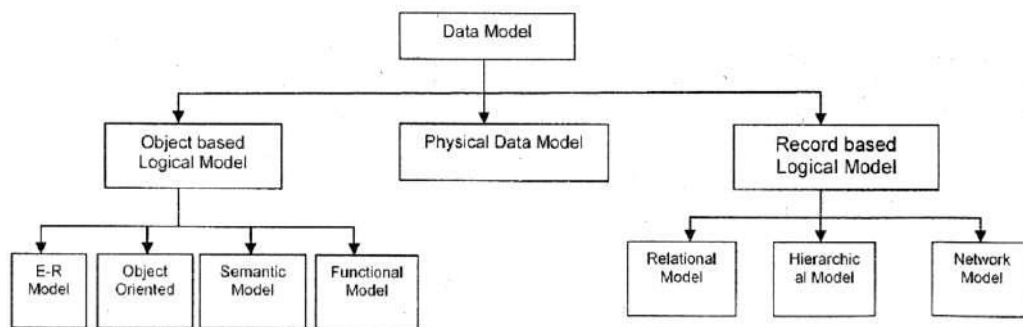 Data Model
Object based
Logical Model
Physical Data Model
Record based
Logical Model
E-R
Model
Object
Oriented
Semantic
Model
Functional
Model
Relational
Model
Hierarchic
al Model
Network
Model